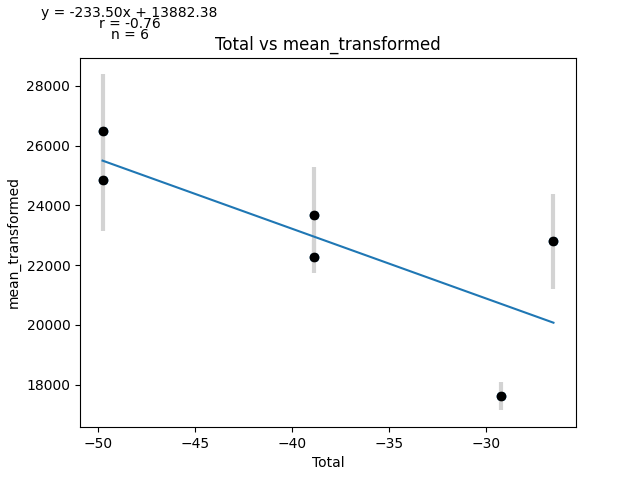 y = -233.50x + 13882.38
r = -0.76
n = 6
Total vs mean_transformed
28000
26000
24000
22000
20000
18000
mean_transformed
−50
−45
−40
−35
−30
Total